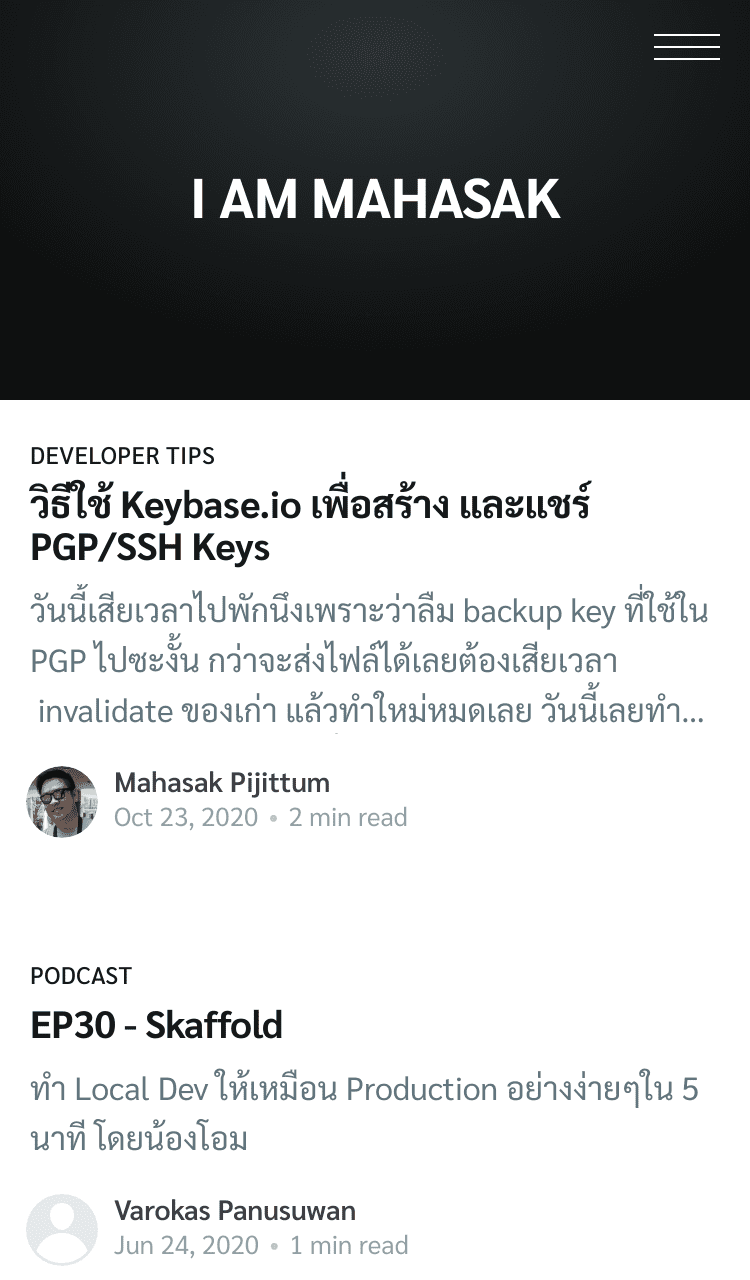 I AM MAHASAK
DEVELOPER TIPS
วิธีใช้ Keybase.io เพื่อสร้าง และแชร์
PGP/SSH Keys
วันนี้เสียเวลาไปพักนึงเพราะว่าลืม backup key ที่ใช้ใน
PGP ไปซะงั้น กว่าจะส่งไฟล์ได้เลยต้องเสียเวลา
invalidate ของเก่า แล้วทำใหม่หมดเลย วันนี้เลยทำ...
Mahasak Pijittum
Oct 23, 2020 • 2 min read
PODCAST
EP30 - Skaffold
ทำ Local Dev ให้เหมือน Production อย่างง่ายๆใน 5
นาที โดยน้องโอม
Varokas Panusuwan
Jun 24, 2020 • 1 min read